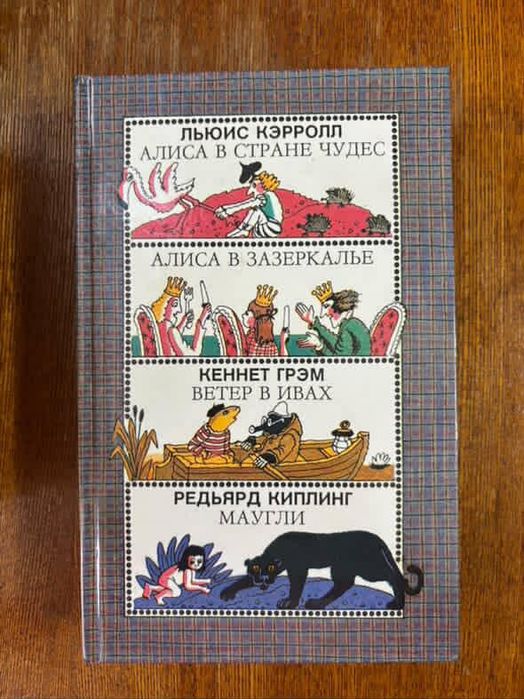 ЛЬЮИС КЭРРОЛЛ
АЛИСА В СТРАНЕ ЧУДЕС
АЛИСА В ЗАЗЕРКАЛЬЕ
КЕННЕТ ГРЭМ
ВЕТЕР В ИВАХ
РЕДЬЯРД КИПЛИНГ
МАУГЛИ